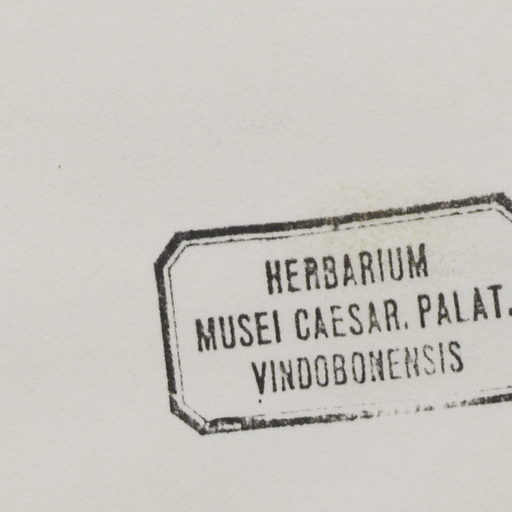 HERBARIUM
MUSEI CAESAR. PALAT.
VINDOBONENSIS